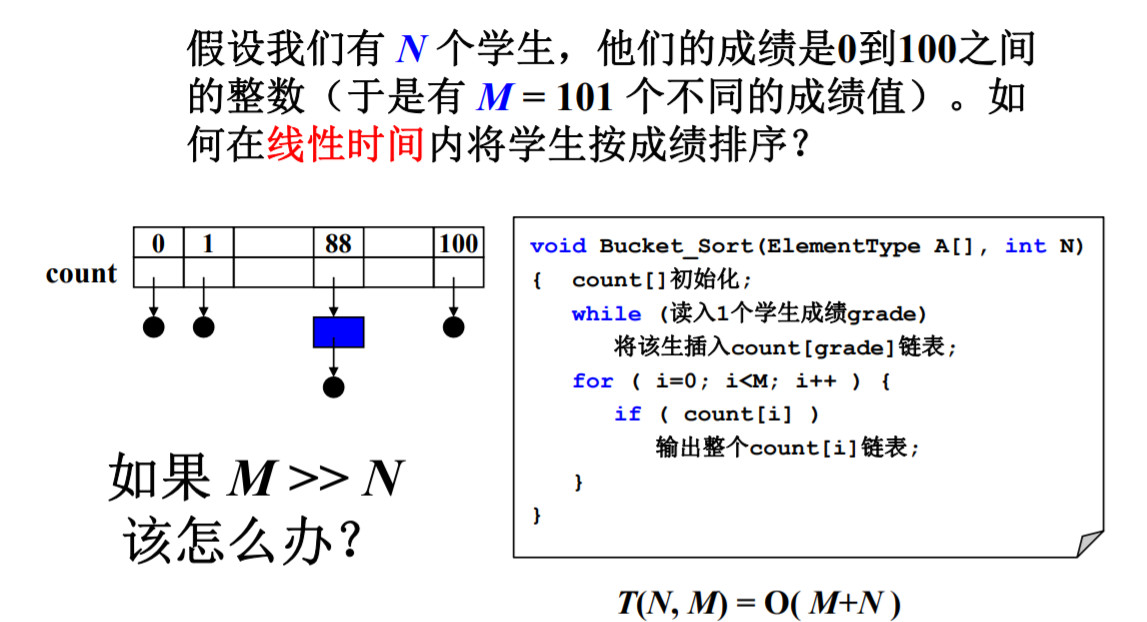 假设我们有 N 个学生，他们的成绩是0到100之间
的整数（于是有 M = 101 个不同的成绩值）。如
何在线性时间内将学生按成绩排序？
0 1 88 100
count
如果 M >> N
该怎么办？
void Bucket_Sort(ElementType A[], int N)
{ count[]初始化;
while (读入1个学生成绩grade)
将该生插入count[grade]链表;
for ( i=0; i<M; i++ ) {
if ( count[i] )
输出整个count[i]链表;
}
}
T(N, M) = O( M+N )